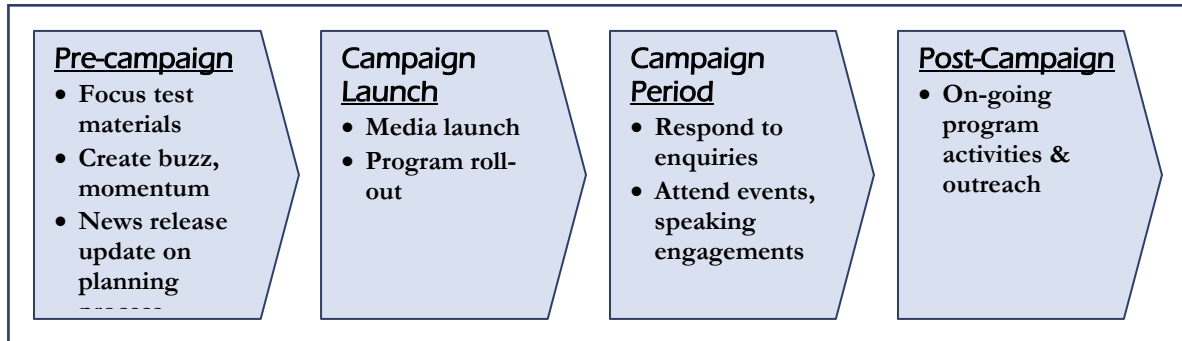 Pre-campaign
• Focus test
materials
• Create buzz,
momentum
• News release
update on
planning
Campaign
Launch
• Media launch
• Program roll-
out
Campaign
Period
• Respond to
enquiries
• Attend events,
speaking
engagements
Post-Campaign
• On-going
program
activities &
outreach